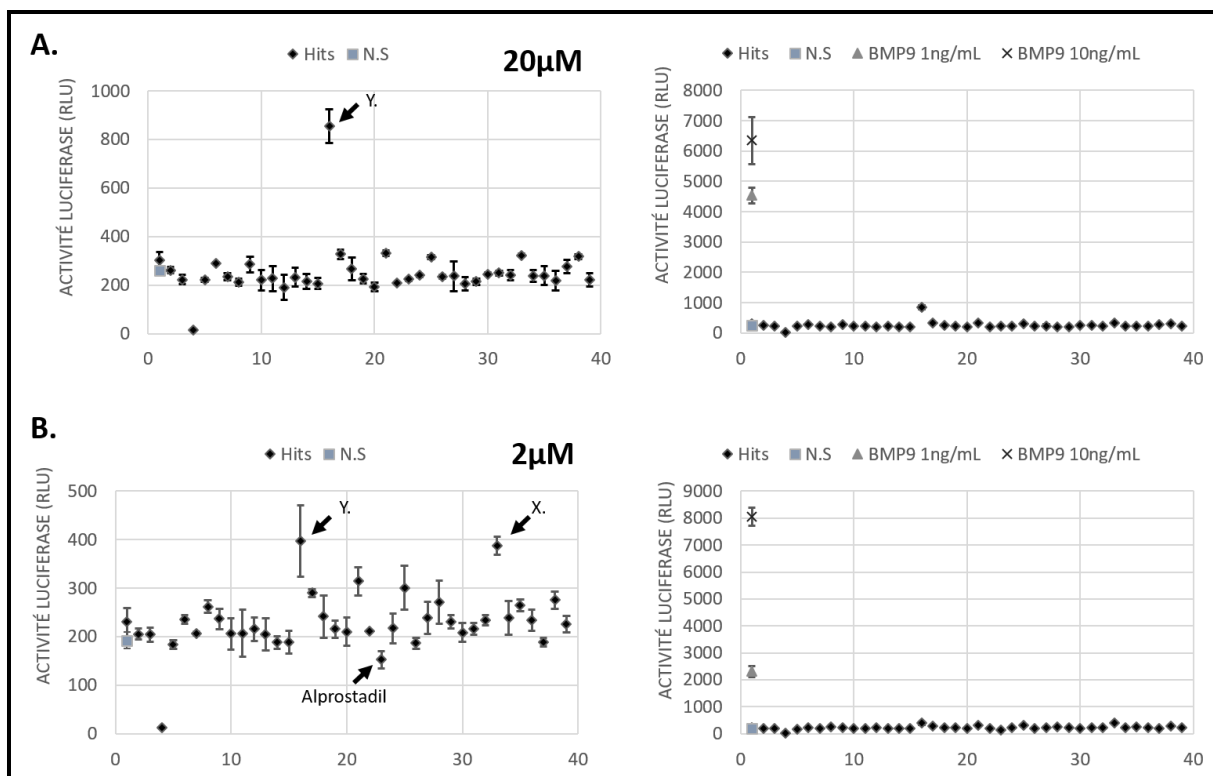 A.
Hits N.S
20µM
ACTIVITÉ LUCIFERASE (RLU)
1000
800
600
400
200
0
Y.
0 10 20 30 40
Hits N.S BMP9 1ng/mL BMP9 10ng/mL
ACTIVITÉ LUCIFERASE (RLU)
8000
7000
6000
5000
4000
3000
2000
1000
0
0 10 20 30 40
B.
Hits N.S
2µM
ACTIVITÉ LUCIFERASE (RLU)
500
400
300
200
100
0
Y.
X.
Alprostadil
0 10 20 30 40
Hits N.S BMP9 1ng/mL BMP9 10ng/mL
ACTIVITÉ LUCIFERASE (RLU)
9000
8000
7000
6000
5000
4000
3000
2000
1000
0
0 10 20 30 40